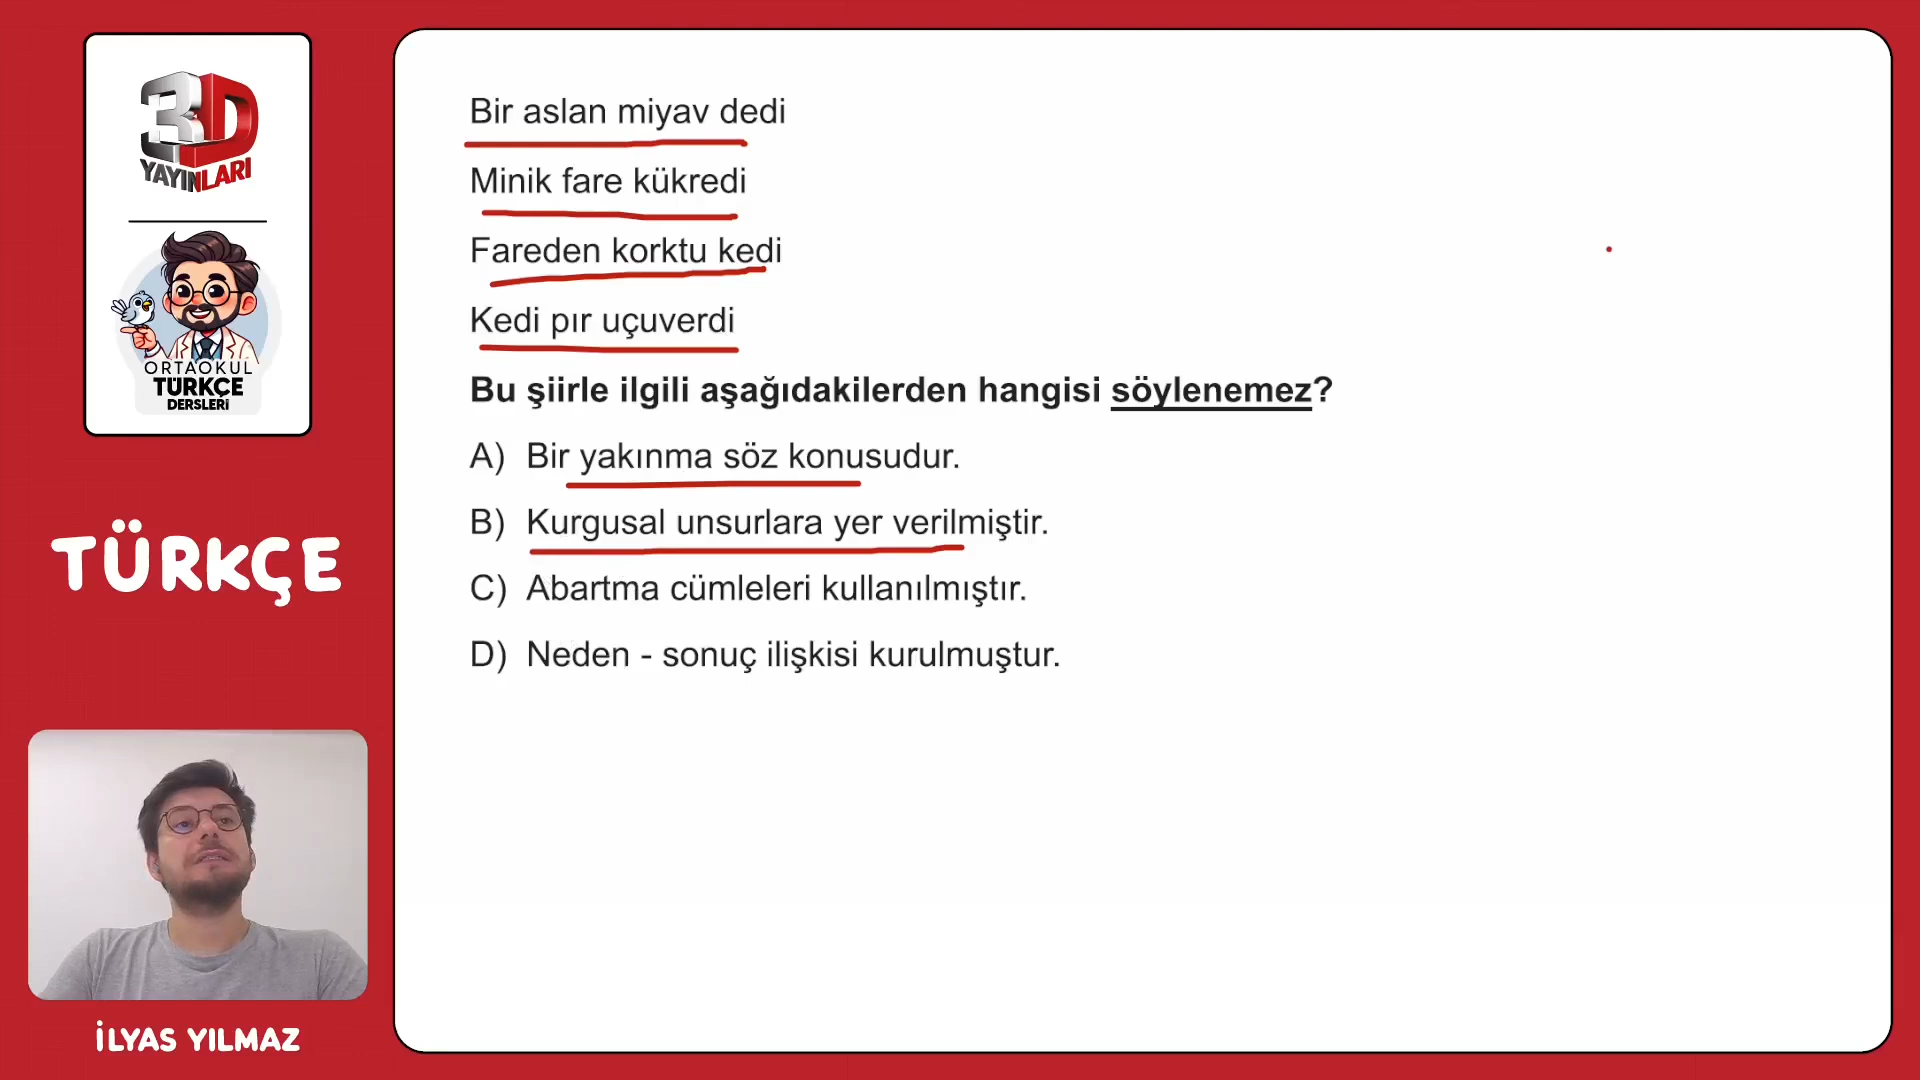 3D
YAYINLARI
ORTAOKUL
TÜRKÇE
DERSLERİ
TÜRKÇE
İLYAS YILMAZ
Bir aslan miyav dedi
Minik fare kükredi
Fareden korktu kedi
Kedi pır uçuverdi
Bu şiirle ilgili aşağıdakilerden hangisi söylenemez?
A) Bir yakınma söz konusudur.
B) Kurgusal unsurlara yer verilmiştir.
C) Abartma cümleleri kullanılmıştır.
D) Neden - sonuç ilişkisi kurulmuştur.